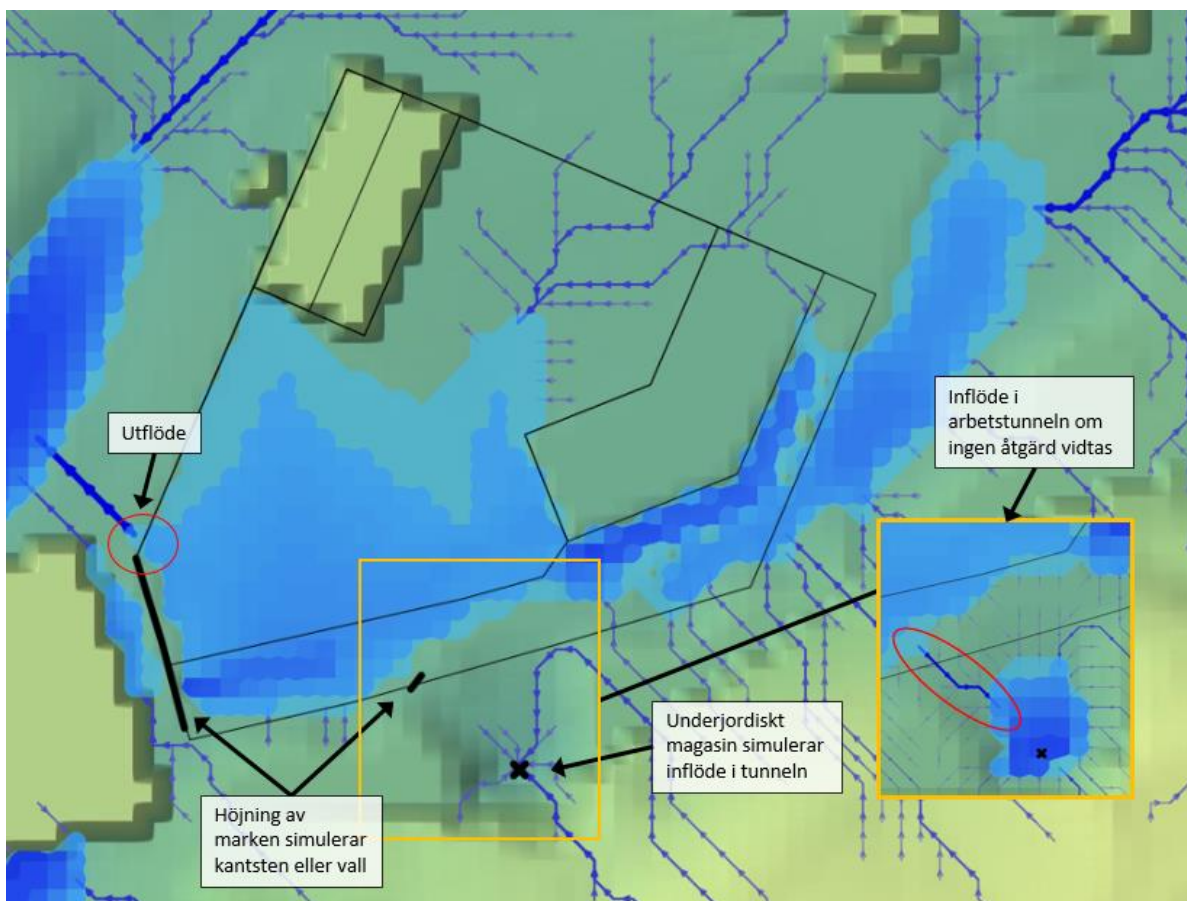 Utflöde
Inflöde i
arbetstunneln om
ingen åtgärd vidtas
Underjordiskt
magasin simulerar
inflöde i tunneln
Höjning av
marken simulerar
kantsten eller vall